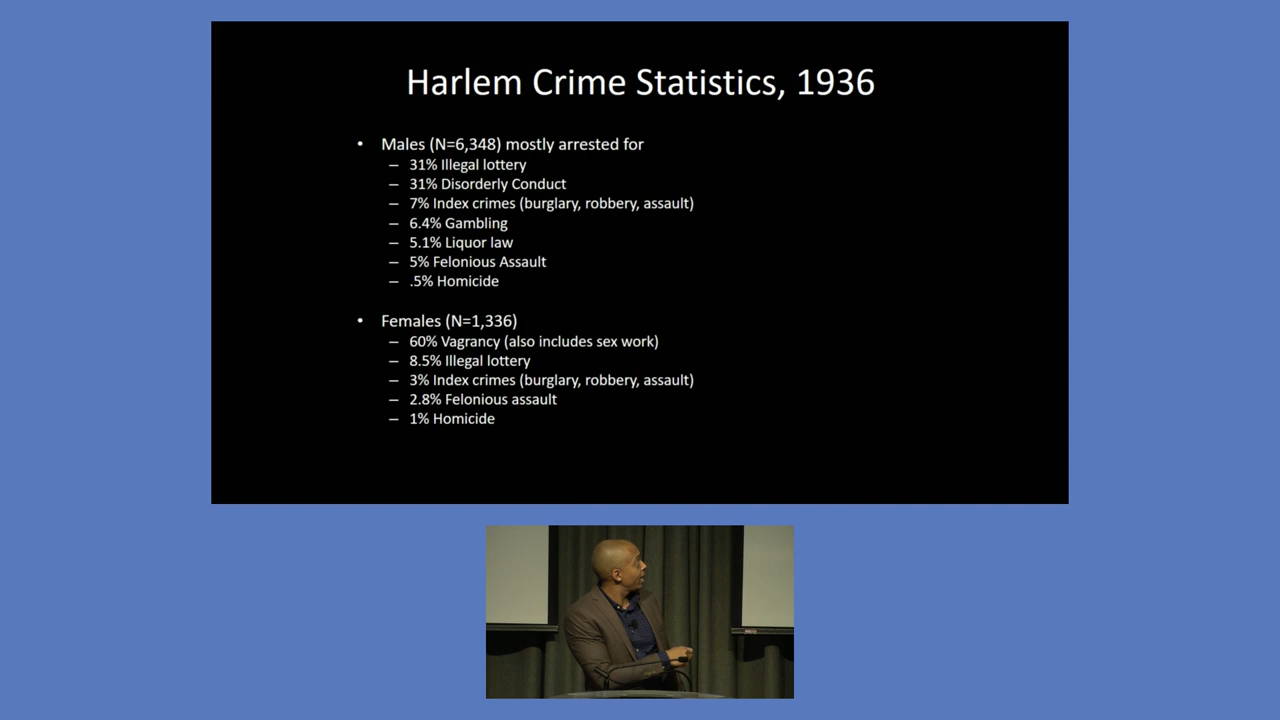 Harlem Crime Statistics, 1936
• Males (N=6,348) mostly arrested for
– 31% Illegal lottery
– 31% Disorderly Conduct
– 7% Index crimes (burglary, robbery, assault)
– 6.4% Gambling
– 5.1% Liquor law
– 5% Felonious Assault
– .5% Homicide
• Females (N=1,336)
– 60% Vagrancy (also includes sex work)
– 8.5% Illegal lottery
– 3% Index crimes (burglary, robbery, assault)
– 2.8% Felonious assault
– 1% Homicide